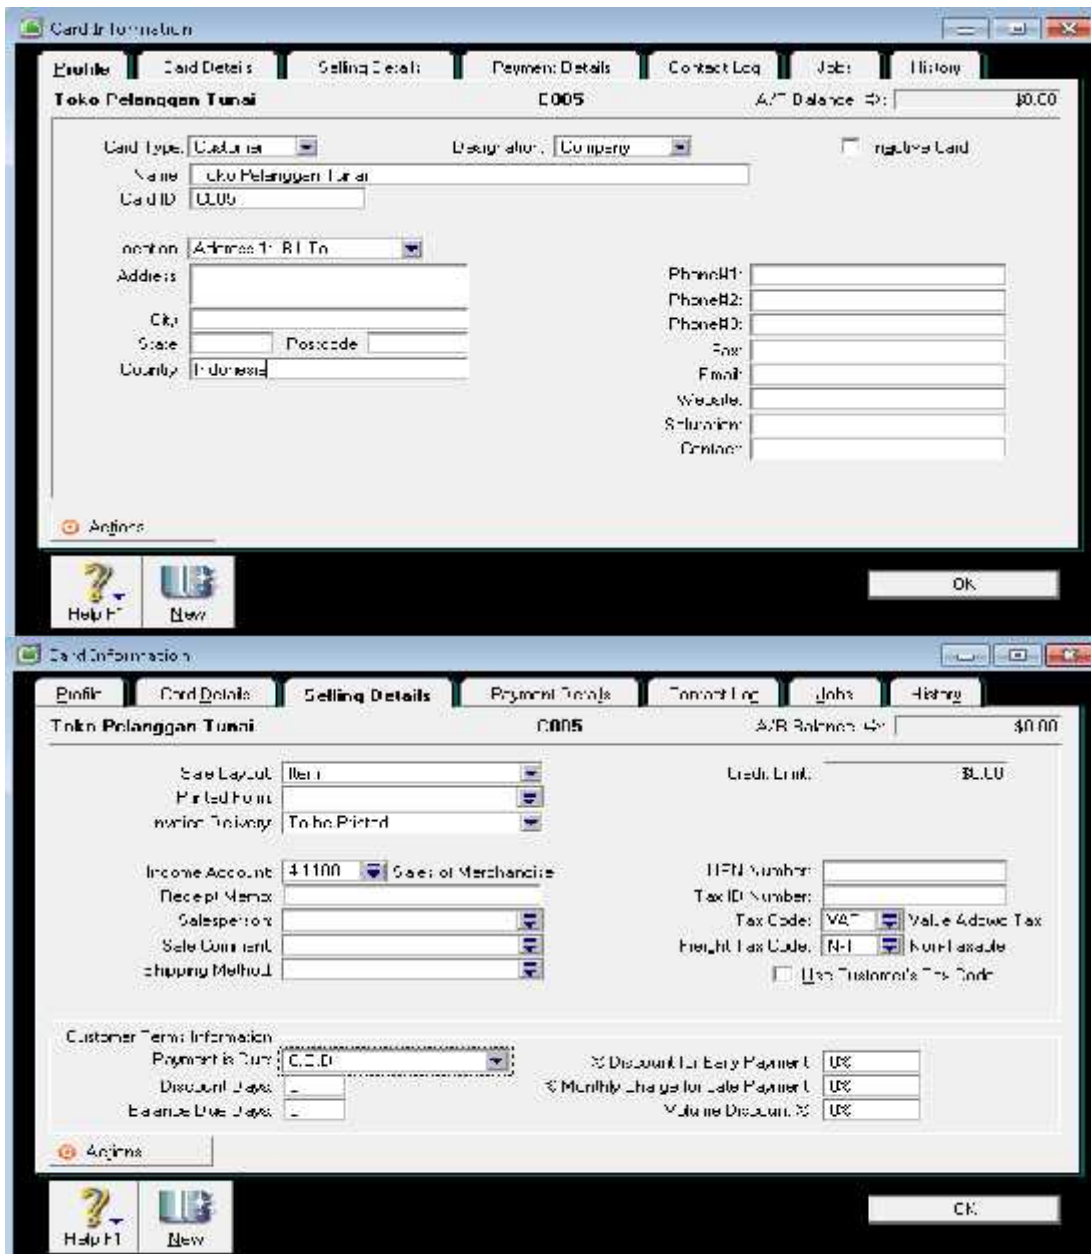 Card Information
Profile Card Details Selling Details Payment Details Contact Log Jobs History
Toko Pelanggan Tunai C005 A/R Balance => $0.00
Card Type: Customer Designation: Company Inactive Card
Name: Toko Pelanggan Tunai
Card ID: C005
Location: Address 1: Bill To
Address:
Phone#1:
Phone#2:
City:
Phone#3:
State: Postcode:
Fax:
Country: Indonesia
Email:
Website:
Salutation:
Contact:
Actions
Help F1 New OK
Card Information
Profile Card Details Selling Details Payment Details Contact Log Jobs History
Toko Pelanggan Tunai C005 A/R Balance => $0.00
Sale Layout: Item Credit Limit: $0.00
Printed Form:
Invoice Delivery: To be Printed
Income Account: 4-1100 Sales of Merchandise
Receipt Memo: Tax ID Number:
Salesperson: Tax Code: VAT Tax
Sale Comment: Freight Tax Code: N-T Non-Taxable
Shipping Method: Use Customer's Tax Code
Customer Terms Information
Payment is Due: C.O.D % Discount for Early Payment: 0%
Discount Days: % Monthly Charge for Late Payment: 0%
Balance Due Days: Volume Discount %: 0%
Actions
Help F1 New OK